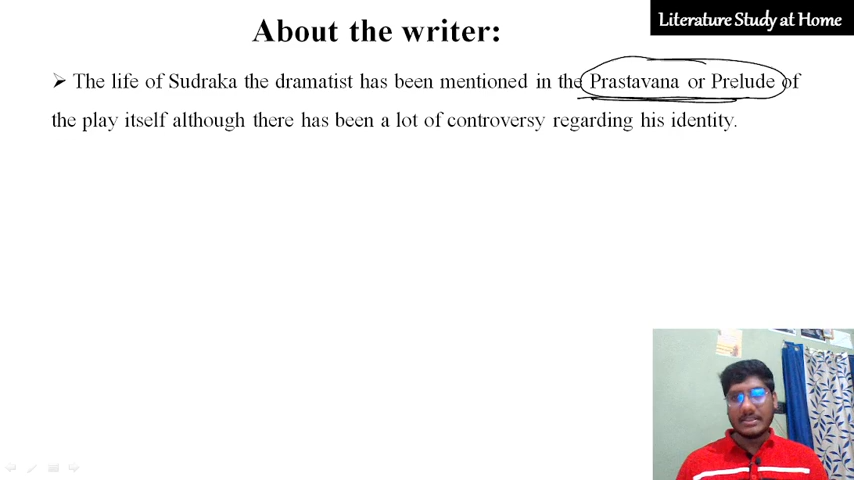 About the writer:
Literature Study at Home
➢ The life of Sudraka the dramatist has been mentioned in the Prastavana or Prelude of
the play itself although there has been a lot of controversy regarding his identity.